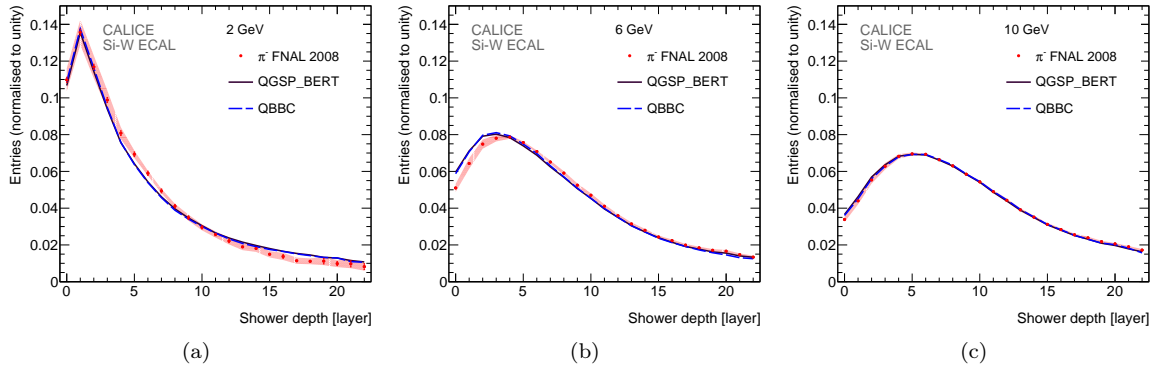 Entries (normalised to unity)
0.14
0.12
0.1
0.08
0.06
0.04
0.02
0
CALICE
Si-W ECAL
2 GeV
π⁻ FNAL 2008
QGSP_BERT
QBBC
0 5 10 15 20
Shower depth [layer]
(a)
Entries (normalised to unity)
0.14
0.12
0.1
0.08
0.06
0.04
0.02
0
CALICE
Si-W ECAL
6 GeV
π⁻ FNAL 2008
QGSP_BERT
QBBC
0 5 10 15 20
Shower depth [layer]
(b)
Entries (normalised to unity)
0.14
0.12
0.1
0.08
0.06
0.04
0.02
0
CALICE
Si-W ECAL
10 GeV
π⁻ FNAL 2008
QGSP_BERT
QBBC
0 5 10 15 20
Shower depth [layer]
(c)